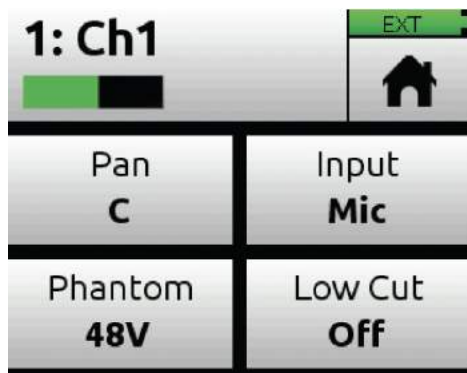 1: Ch1
EXT
Pan
C
Input
Mic
Phantom
48V
Low Cut
Off